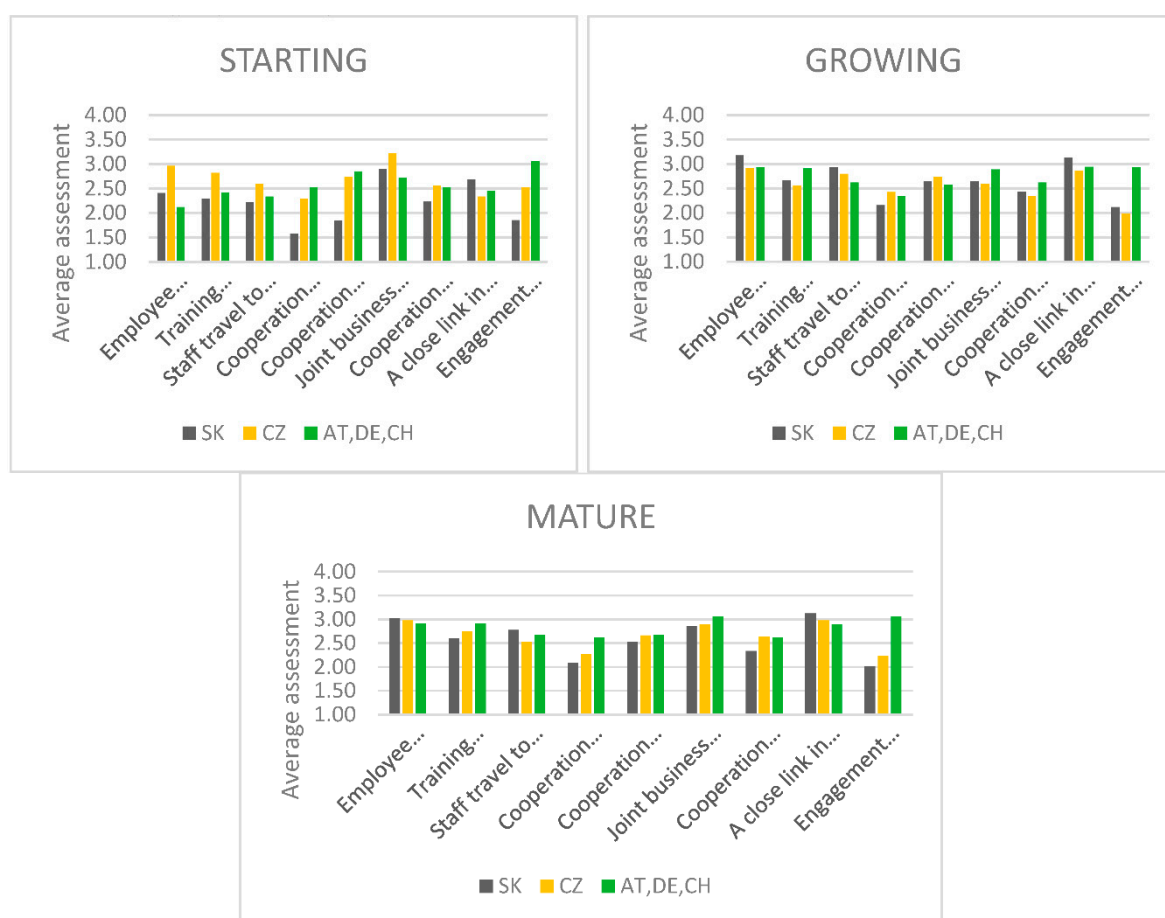 STARTING
Average assessment
4.00
3.50
3.00
2.50
2.00
1.50
1.00
Employee...
Training...
Staff travel to...
Cooperation...
Cooperation...
Joint business...
Cooperation...
A close link in...
Engagement...
SK CZ AT,DE,CH
GROWING
Average assessment
4.00
3.50
3.00
2.50
2.00
1.50
1.00
Employee...
Training...
Staff travel to...
Cooperation...
Cooperation...
Joint business...
Cooperation...
A close link in...
Engagement...
SK CZ AT,DE,CH
MATURE
Average assessment
4.00
3.50
3.00
2.50
2.00
1.50
1.00
Employee...
Training...
Staff travel to...
Cooperation...
Cooperation...
Joint business...
Cooperation...
A close link in...
Engagement...
SK CZ AT,DE,CH